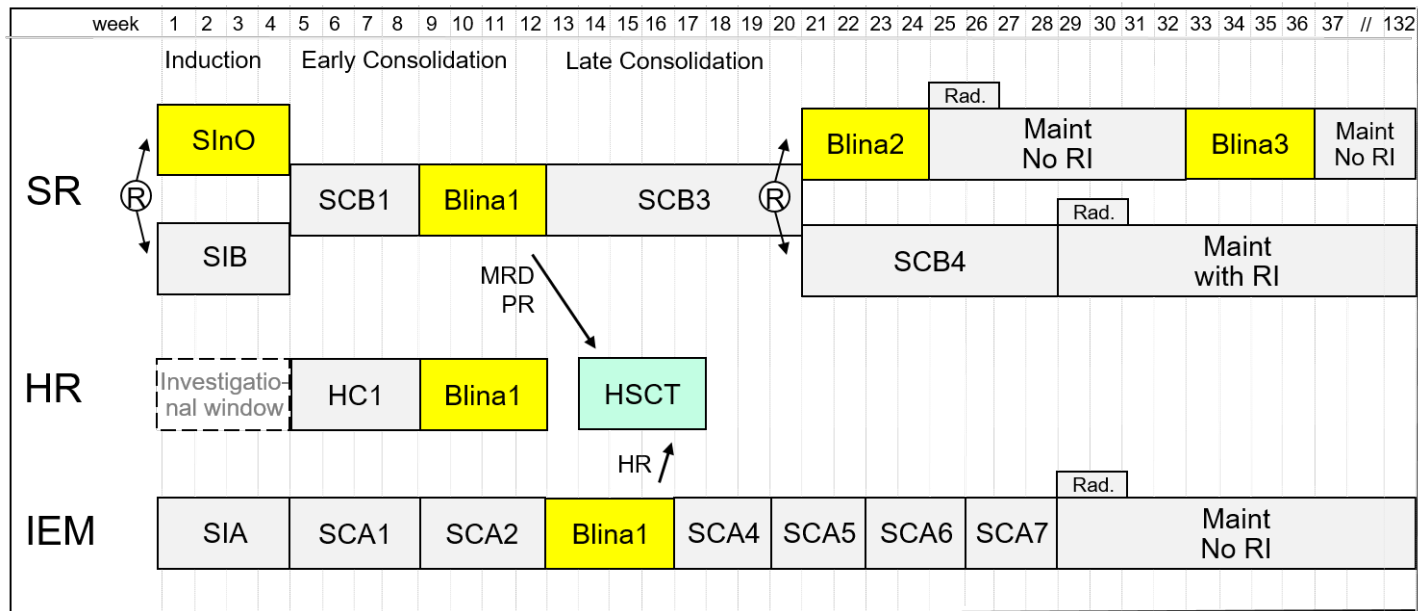 week 1 2 3 4 5 6 7 8 9 10 11 12 13 14 15 16 17 18 19 20 21 22 23 24 25 26 27 28 29 30 31 32 33 34 35 36 37 // 132
Induction Early Consolidation Late Consolidation
Rad.
SInO
Blina2
Maint
No RI
Blina3
Maint
No RI
SR
R
SCB1
Blina1
SCB3
R
Rad.
SIB
SCB4
Maint
with RI
MRD
PR
HR
Investigatio-
nal window
HC1
Blina1
HSCT
HR
Rad.
IEM
SIA
SCA1
SCA2
Blina1
SCA4
SCA5
SCA6
SCA7
Maint
No RI